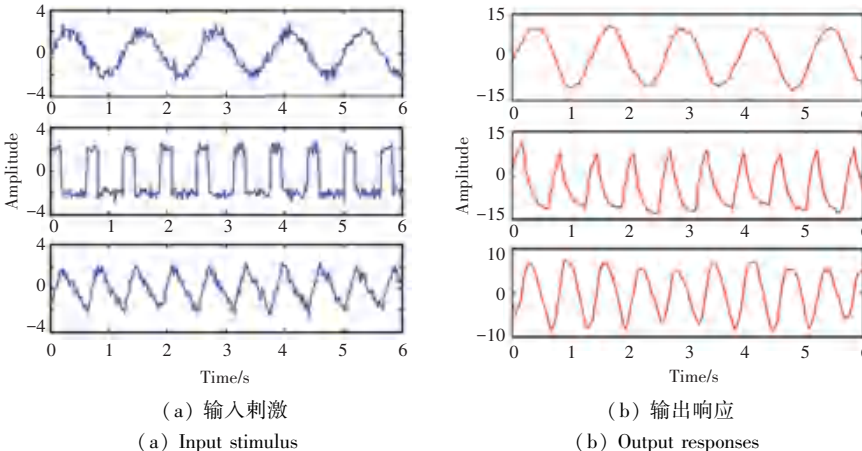 4
0
-4
0 1 2 3 4 5 6
4
0
-4
0 1 2 3 4 5 6
4
0
-4
0 1 2 3 4 5 6
Amplitude
Time/s
(a) 输入刺激
(a) Input stimulus
15
0
-15
0 1 2 3 4 5 6
15
0
-15
0 1 2 3 4 5 6
10
0
-10
0 1 2 3 4 5 6
Amplitude
Time/s
(b) 输出响应
(b) Output responses